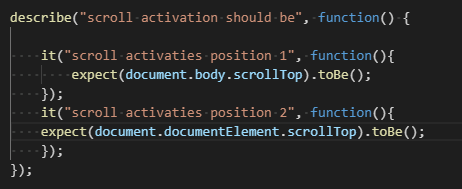 describe("scroll activation should be", function() {
it("scroll activaties position 1", function(){
expect(document.body.scrollTop).toBe();
});
it("scroll activaties position 2", function(){
expect(document.documentElement.scrollTop).toBe();
});
});